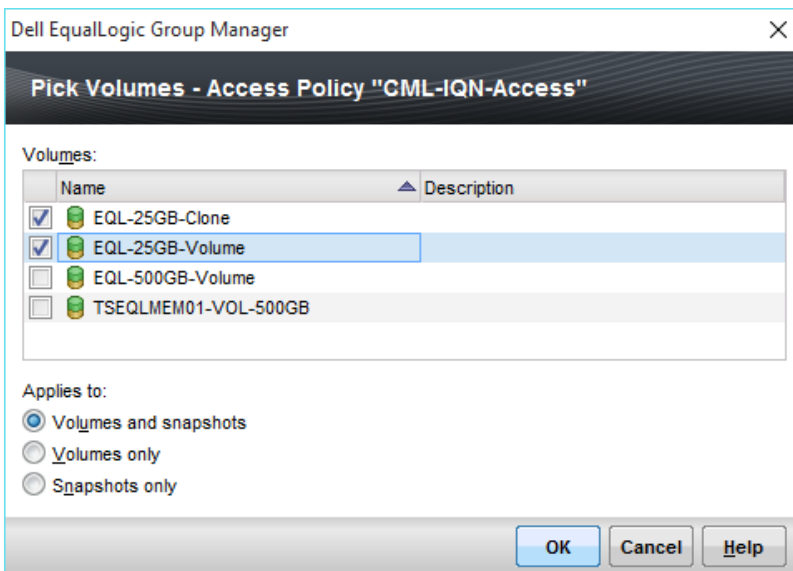 Dell EqualLogic Group Manager
Pick Volumes - Access Policy "CML-IQN-Access"
Volumes:
Name Description
EQL-25GB-Clone
EQL-25GB-Volume
EQL-500GB-Volume
TSEQLMEM01-VOL-500GB
Applies to:
Volumes and snapshots
Volumes only
Snapshots only
OK Cancel Help